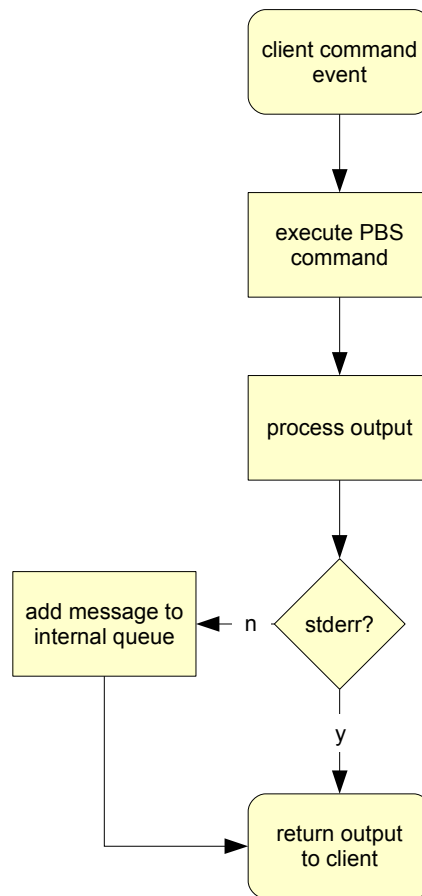 client command
event
execute PBS
command
process output
stderr?
n
add message to
internal queue
y
return output
to client